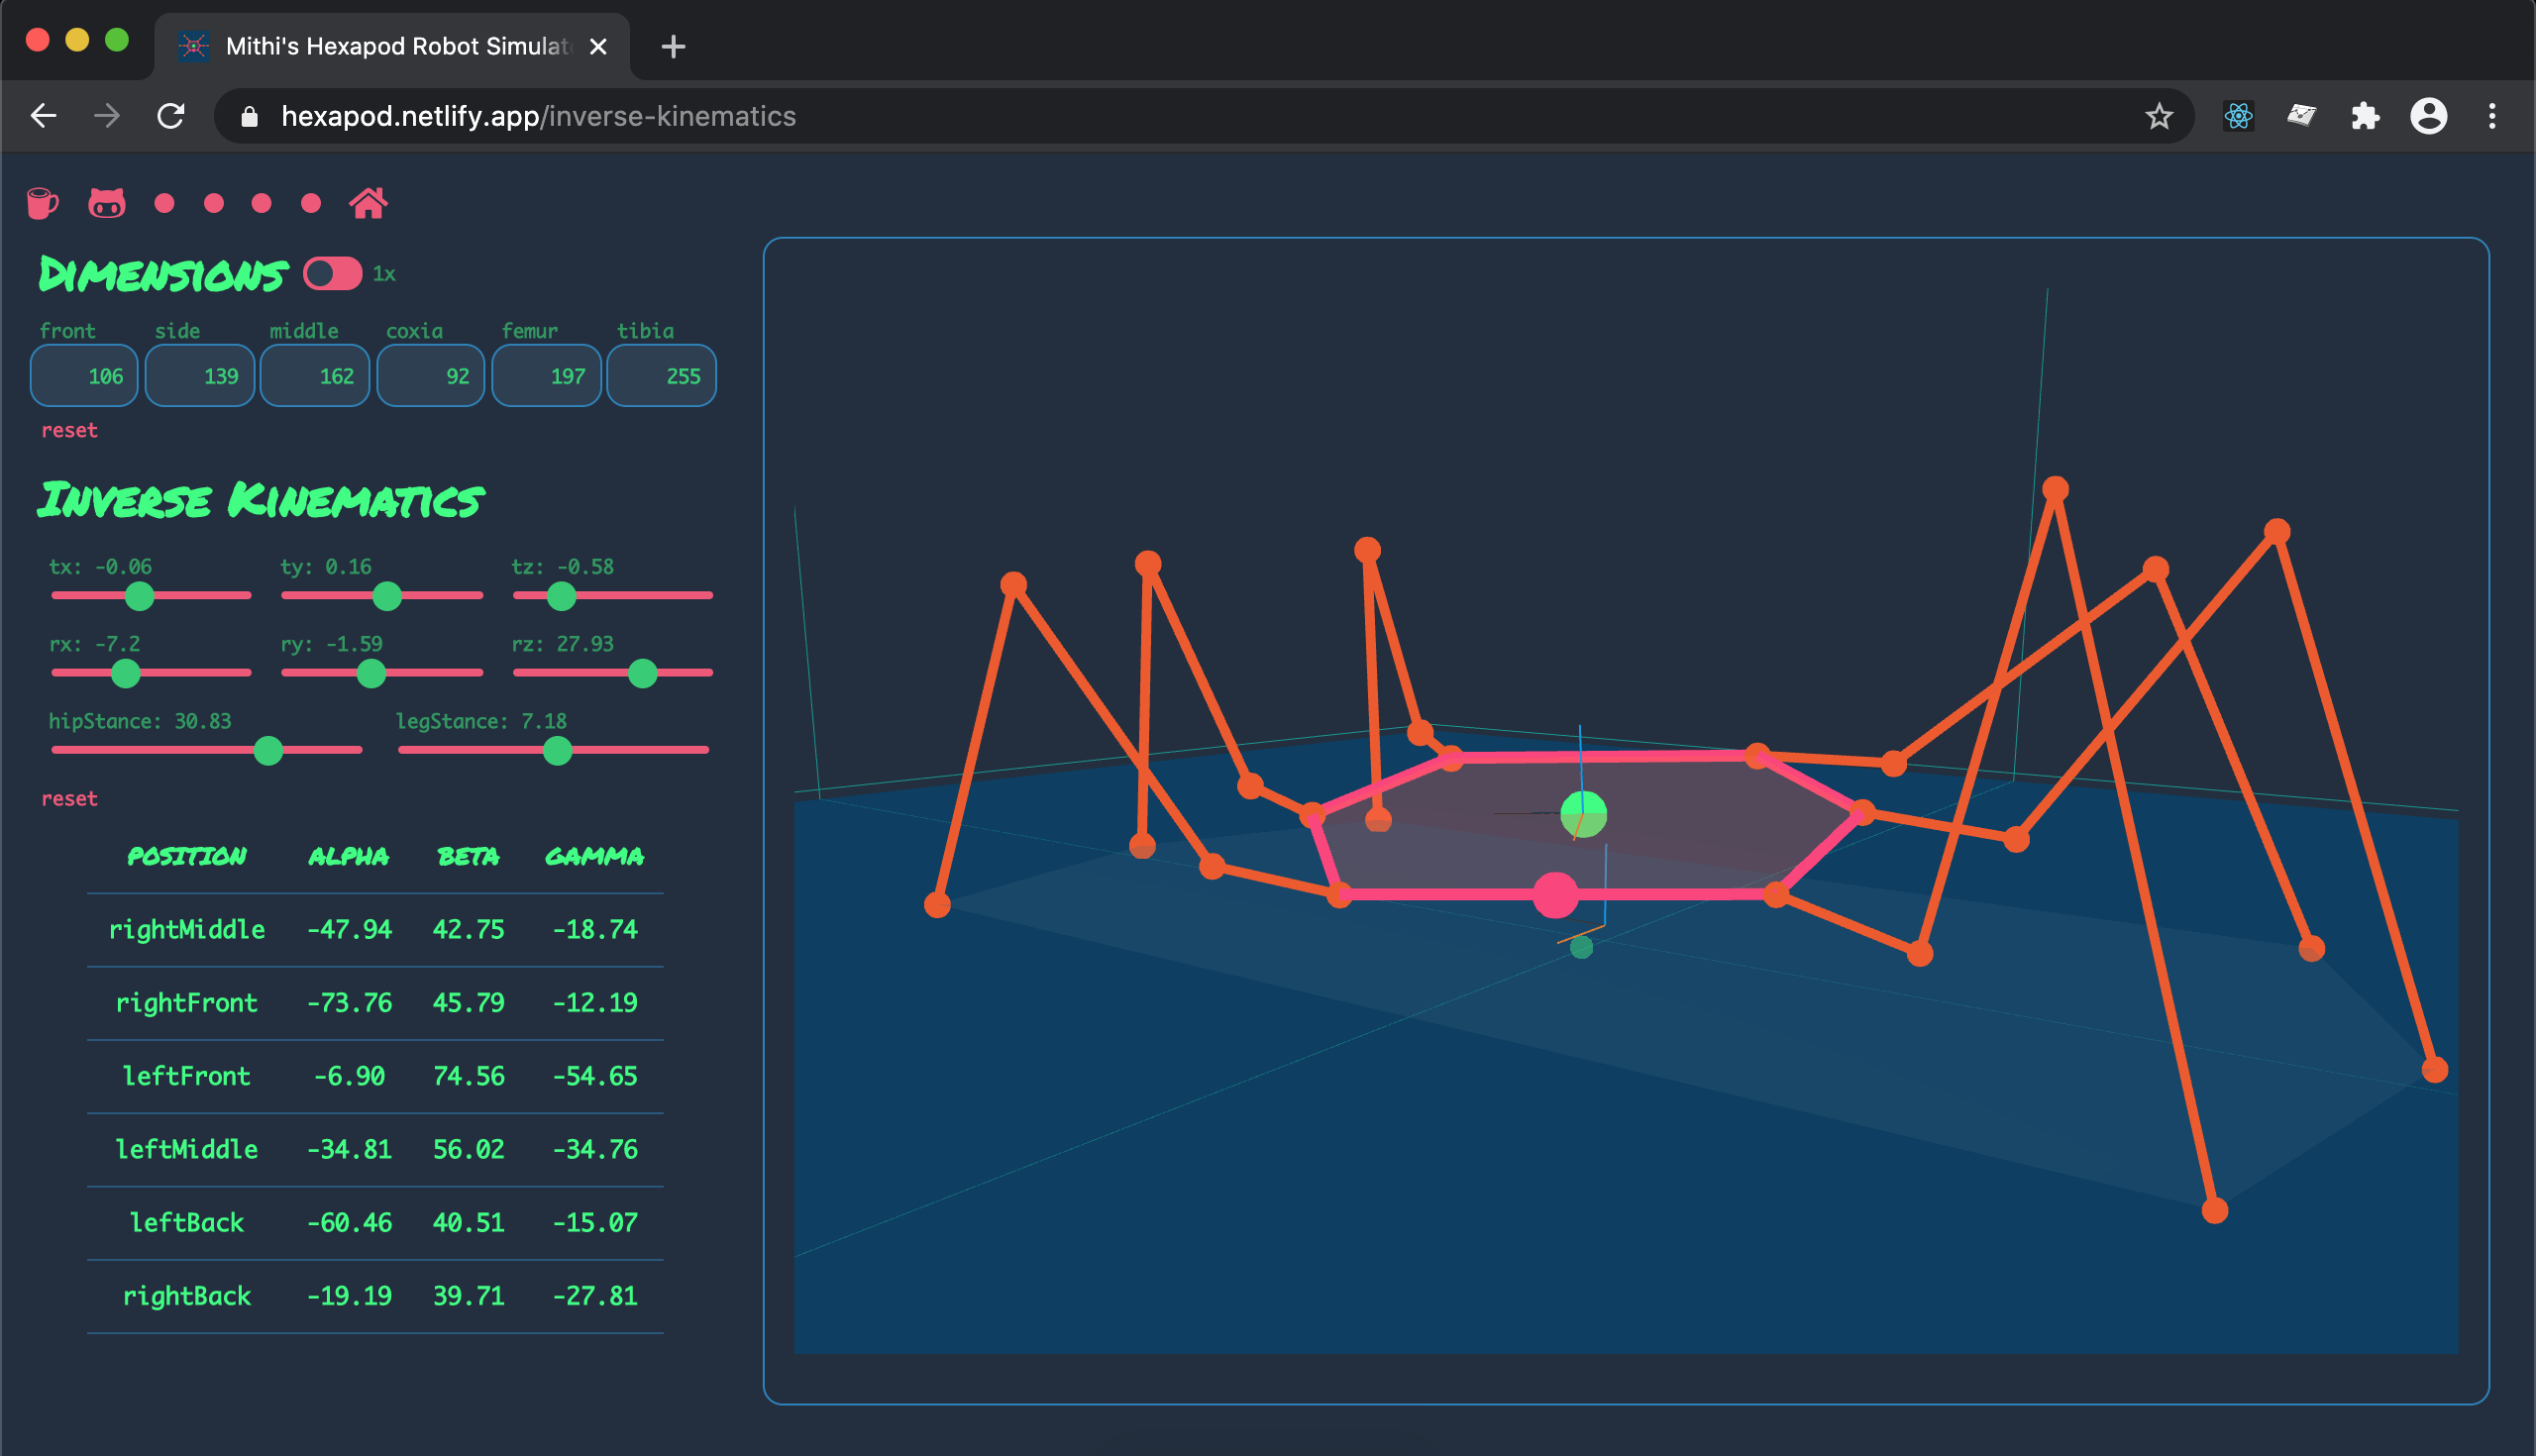 Mithi's Hexapod Robot Simulat
hexapod.netlify.app/inverse-kinematics
Dimensions 1x
front side middle coxia femur tibia
106 139 162 92 197 255
reset
Inverse Kinematics
tx: -0.06 ty: 0.16 tz: -0.58
rx: -7.2 ry: -1.59 rz: 27.93
hipStance: 30.83 legStance: 7.18
reset
position alpha beta gamma
rightMiddle -47.94 42.75 -18.74
rightFront -73.76 45.79 -12.19
leftFront -6.90 74.56 -54.65
leftMiddle -34.81 56.02 -34.76
leftBack -60.46 40.51 -15.07
rightBack -19.19 39.71 -27.81